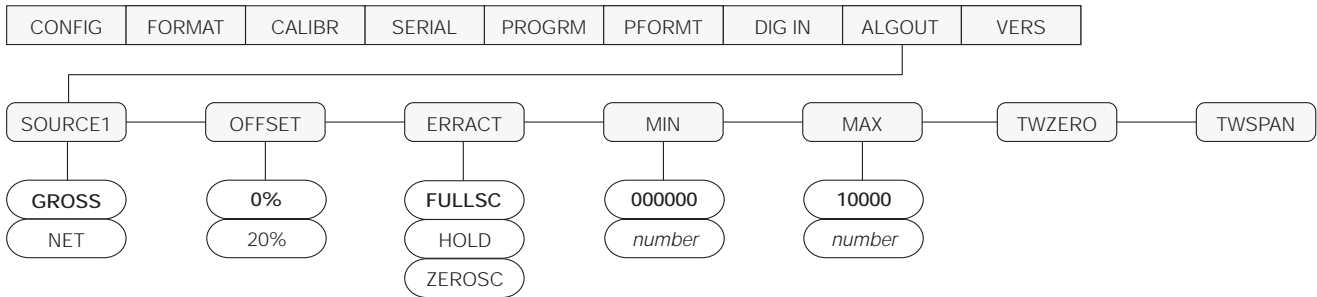 CONFIG FORMAT CALIBR SERIAL PROGRM PFORMT DIG IN ALGOUT VERS
SOURCE1 OFFSET ERRACT MIN MAX TWZERO TWSPAN
GROSS 0% FULLSC 000000 10000
NET 20% HOLD number number
ZEROSC